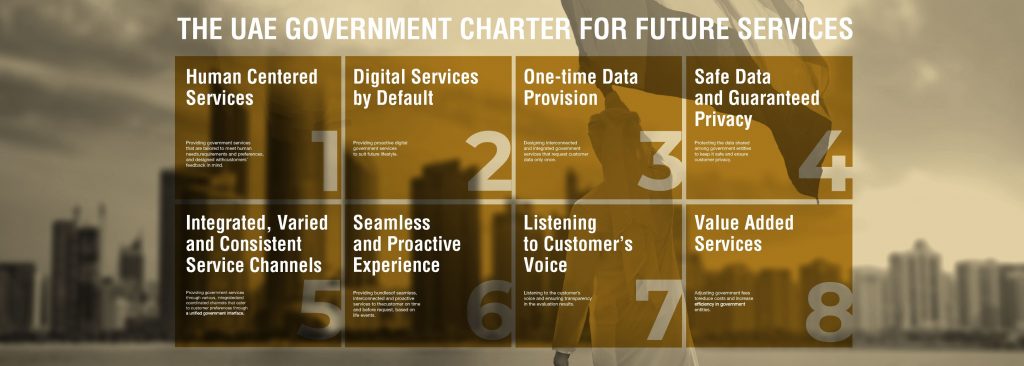 THE UAE GOVERNMENT CHARTER FOR FUTURE SERVICES
Human Centered
Services
Providing government services
that are tailored to meet human
needs,requirements and preferences,
and designed withcustomers'
feedback in mind.
1
Digital Services
by Default
Providing proactive digital
government services
to suit future lifestyle.
2
One-time Data
Provision
Designing interconnected
and integrated government
services that request customer
data only once.
3
Safe Data
and Guaranteed
Privacy
Protecting the data shared
among government entities
to keep it safe and ensure
customer privacy.
4
Integrated, Varied
and Consistent
Service Channels
Providing government services
through various, integratedand
coordinated channels that cater
to customer preferences through
a unified government interface.
5
Seamless
and Proactive
Experience
Providing bundlesof seamless,
interconnected and proactive
services to thecustomer on time
and before request, based on
life events.
6
Listening
to Customer's
Voice
Listening to the customer's
voice and ensuring transparency
in the evaluation results.
7
Value Added
Services
Adjusting government fees
toreduce costs and increase
efficiency in government
entities.
8